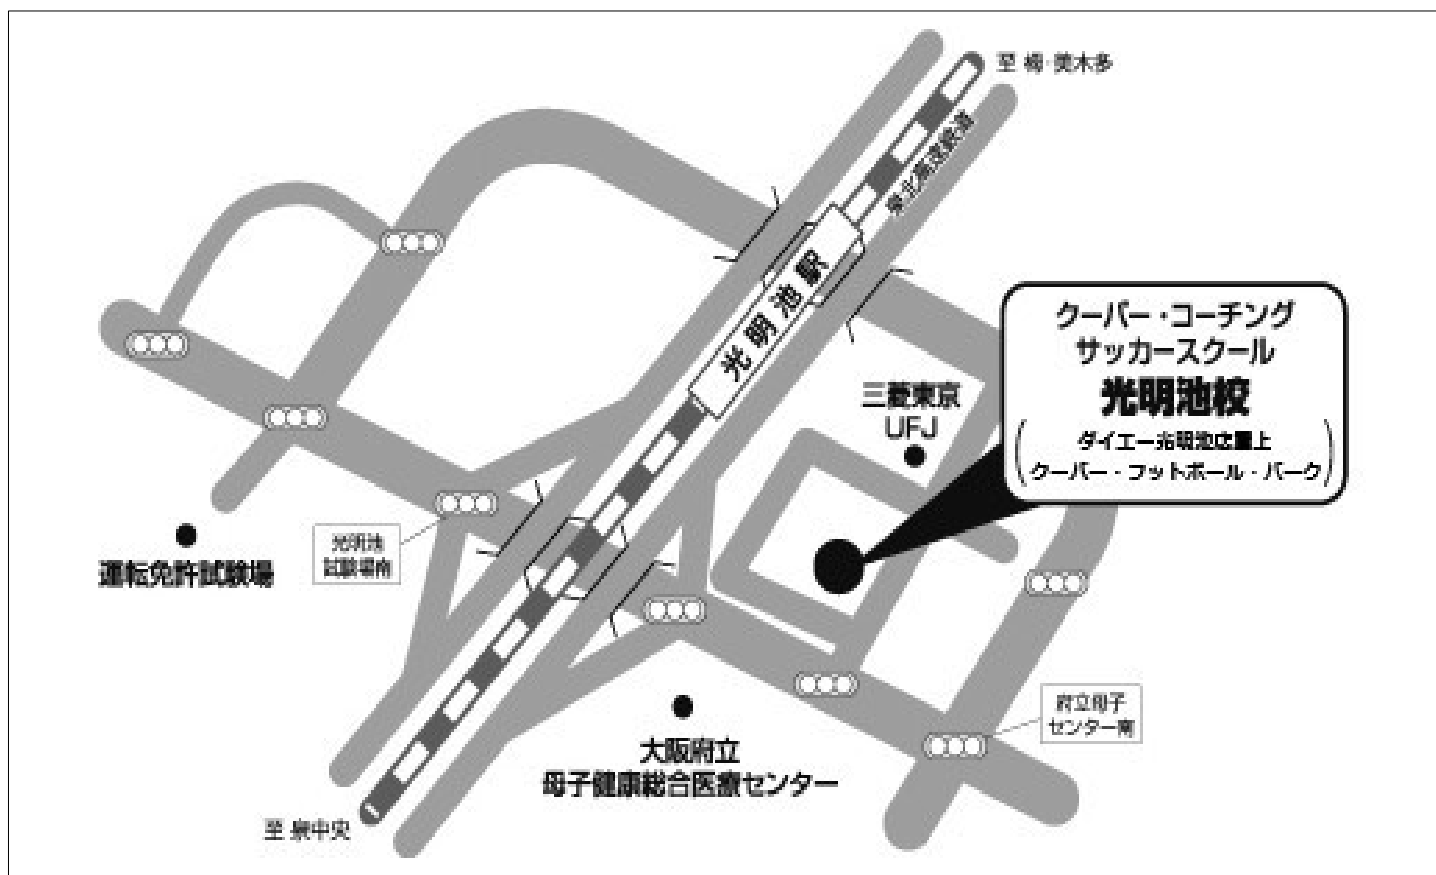 至 栂・美木多
泉北高速鉄道
光明池駅
クーバー・コーチング
サッカースクール
光明池校
ダイエー光明池店屋上
クーバー・フットボール・パーク
三菱東京
UFJ
光明池
試験場南
運転免許試験場
府立母子
センター南
大阪府立
母子健康総合医療センター
至 泉中央